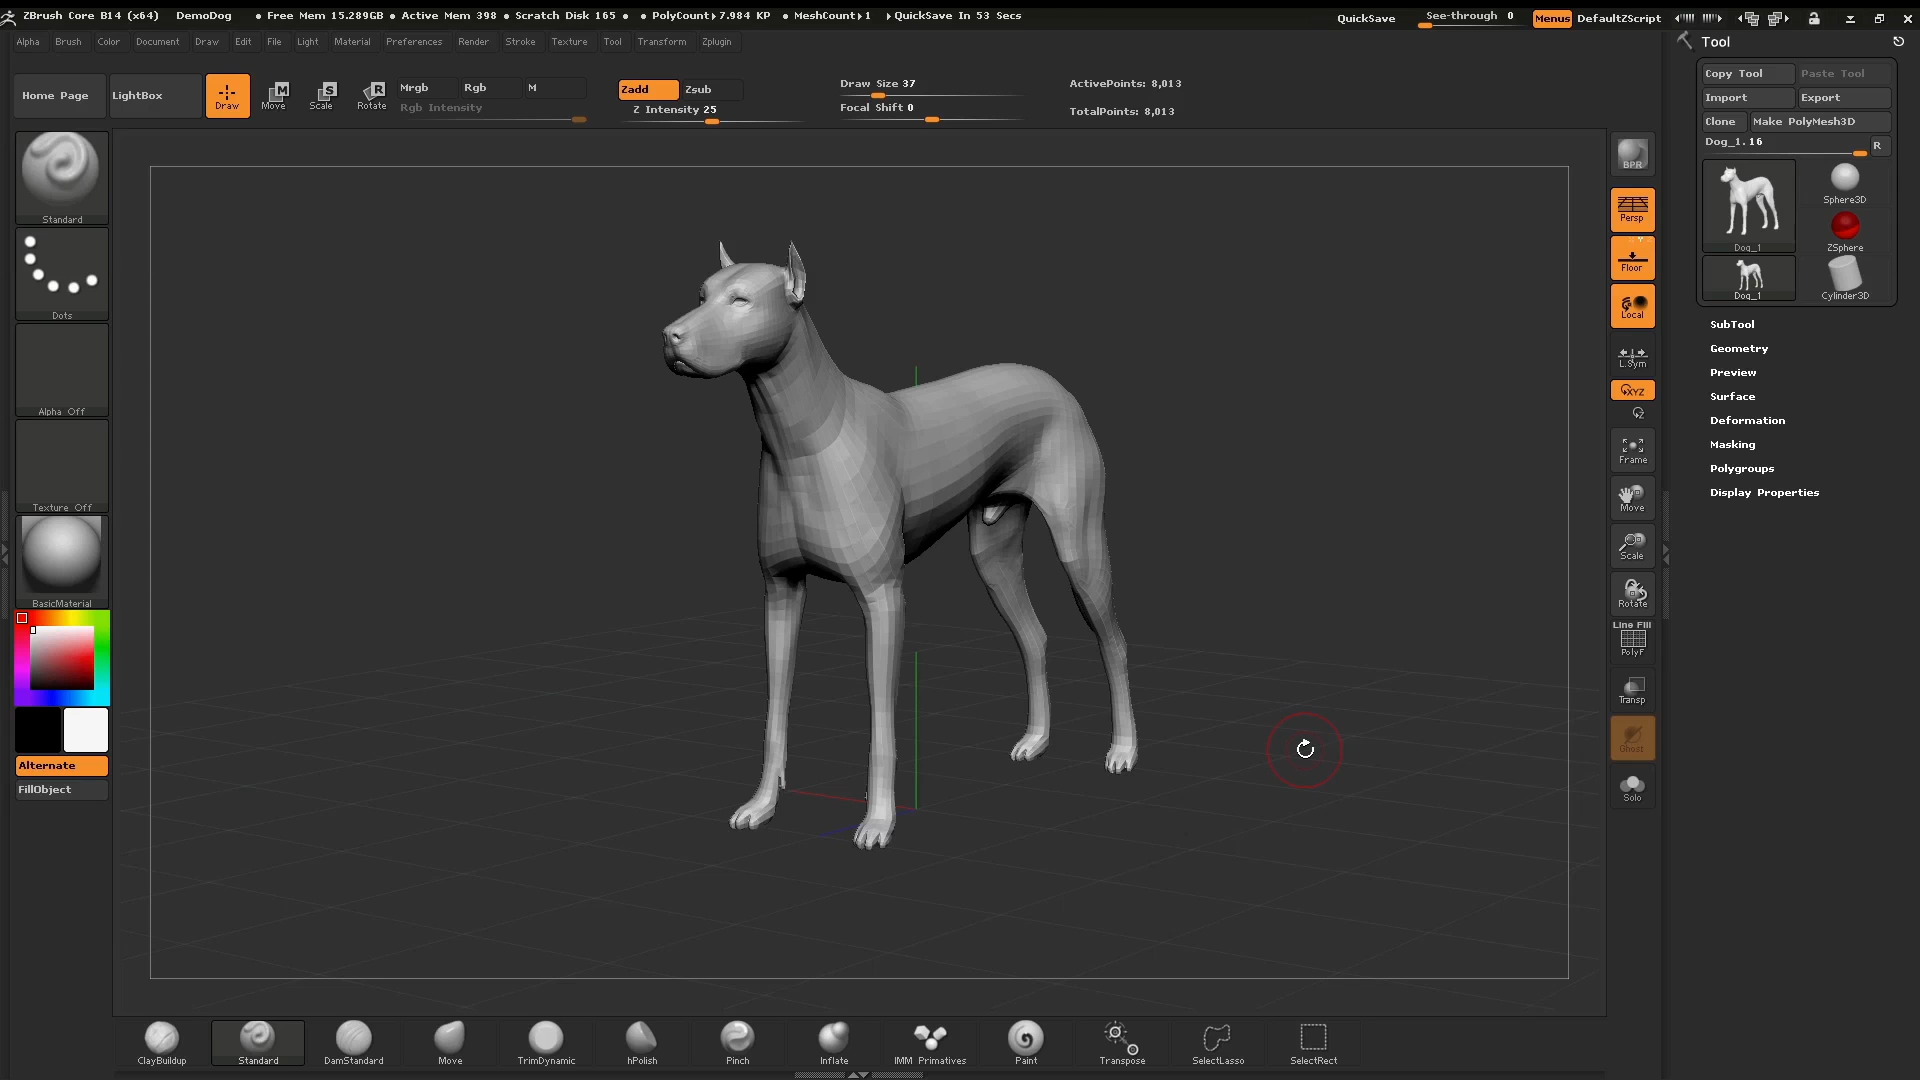 ZBrush Core B14 (x64) DemoDog • Free Mem 15.289GB • Active Mem 398 • Scratch Disk 165 • • PolyCount▸7.984 KP • MeshCount▸1 ▸QuickSave In 53 Secs QuickSave See-through 0 Menus DefaultZScript
Alpha Brush Color Document Draw Edit File Light Material Preferences Render Stroke Texture Tool Transform Zplugin
Tool
Copy Tool Paste Tool
Import Export
Clone Make PolyMesh3D
Dog_1. 16 R
Dog_1
Sphere3D
ZSphere
Dog_1
Cylinder3D
SubTool
Geometry
Preview
Surface
Deformation
Masking
Polygroups
Display Properties
Home Page LightBox Draw Move Scale Rotate
M S R
Mrgb Rgb M
Rgb Intensity
Zadd Zsub
Z Intensity 25
Draw Size 37
Focal Shift 0
ActivePoints: 8,013
TotalPoints: 8,013
Standard
Dots
Alpha Off
Texture Off
BasicMaterial
Alternate
FillObject
BPR
Persp
Floor
Local
L.Sym
XYZ
Z
Frame
Move
Scale
Rotate
Line Fill
PolyF
Transp
Ghost
Solo
ClayBuildup Standard DamStandard Move TrimDynamic hPolish Pinch Inflate IMM Primatives Paint Transpose SelectLasso SelectRect